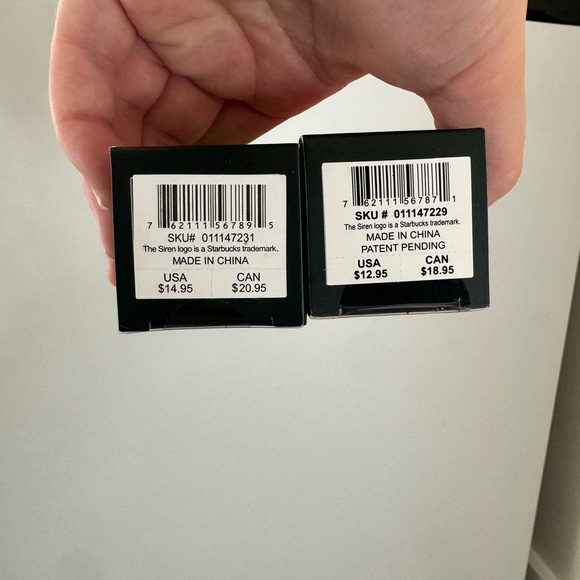 7 62111 56789 5
SKU# 011147231
The Siren logo is a Starbucks trademark.
MADE IN CHINA
USA CAN
$14.95 $20.95
7 62111 56787 1
SKU # 011147229
The Siren logo is a Starbucks trademark.
MADE IN CHINA
PATENT PENDING
USA CAN
$12.95 $18.95